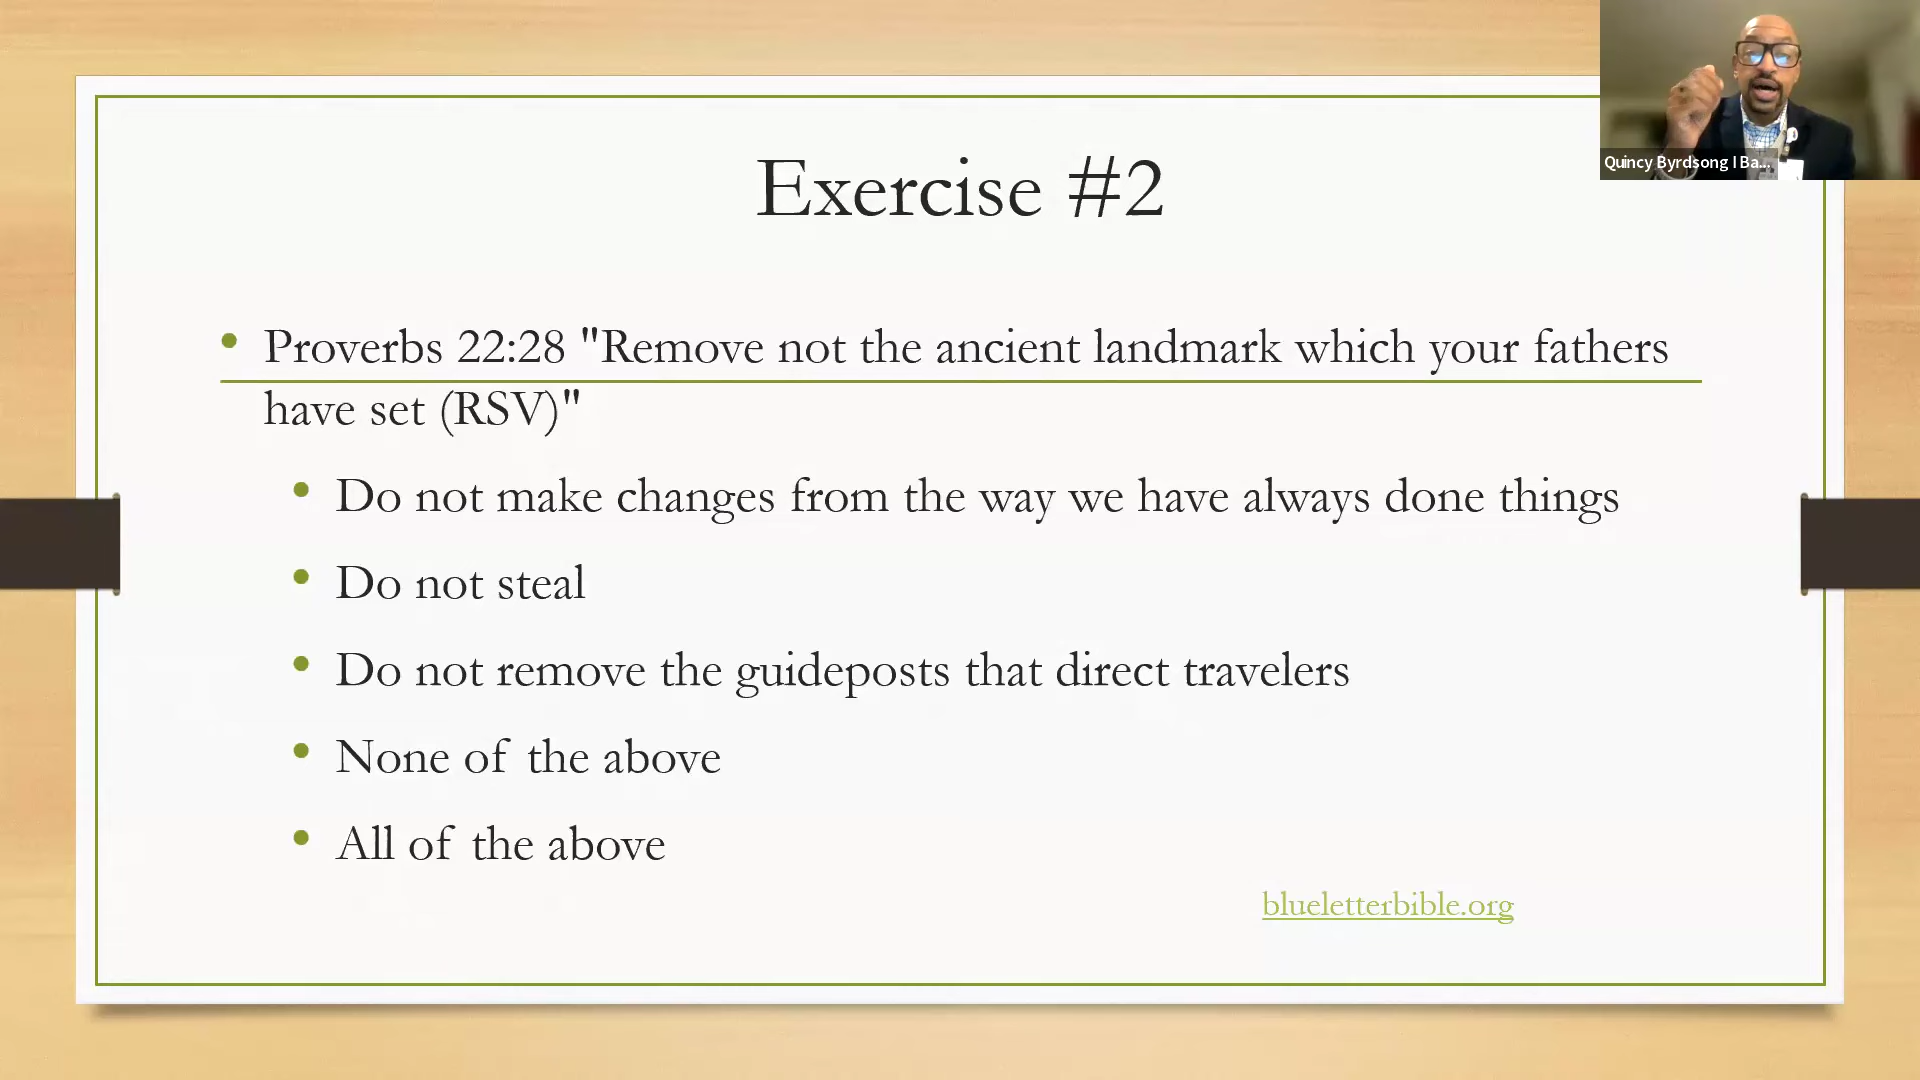 Quincy Byrdsong | Ba...
Exercise #2
Proverbs 22:28 "Remove not the ancient landmark which your fathers
have set (RSV)"
Do not make changes from the way we have always done things
Do not steal
Do not remove the guideposts that direct travelers
None of the above
All of the above
blueletterbible.org